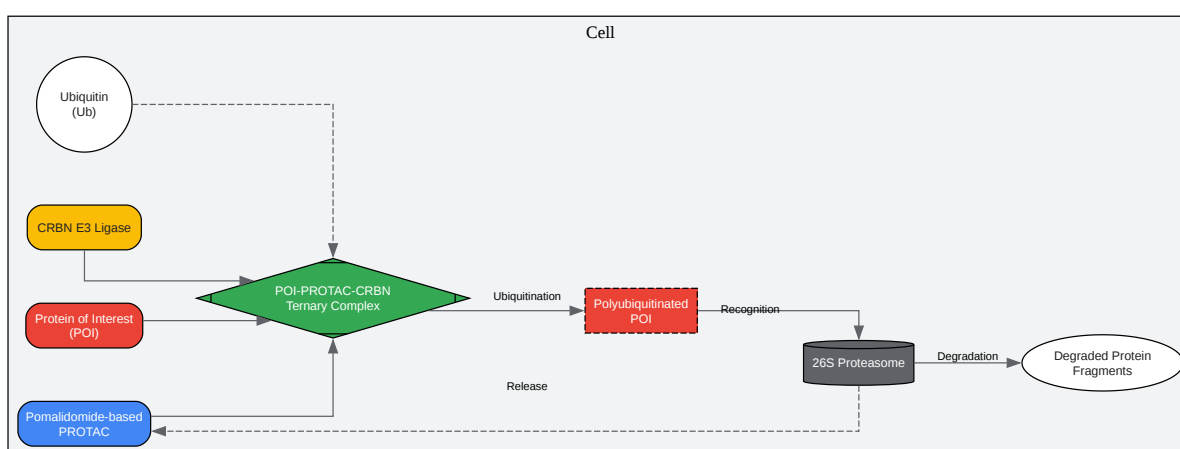 Cell
Ubiquitin
(Ub)
CRBN E3 Ligase
POI-PROTAC-CRBN
Ternary Complex
Ubiquitination
Polyubiquitinated
POI
Recognition
Protein of Interest
(POI)
26S Proteasome
Degradation
Degraded Protein
Fragments
Release
Pomalidomide-based
PROTAC